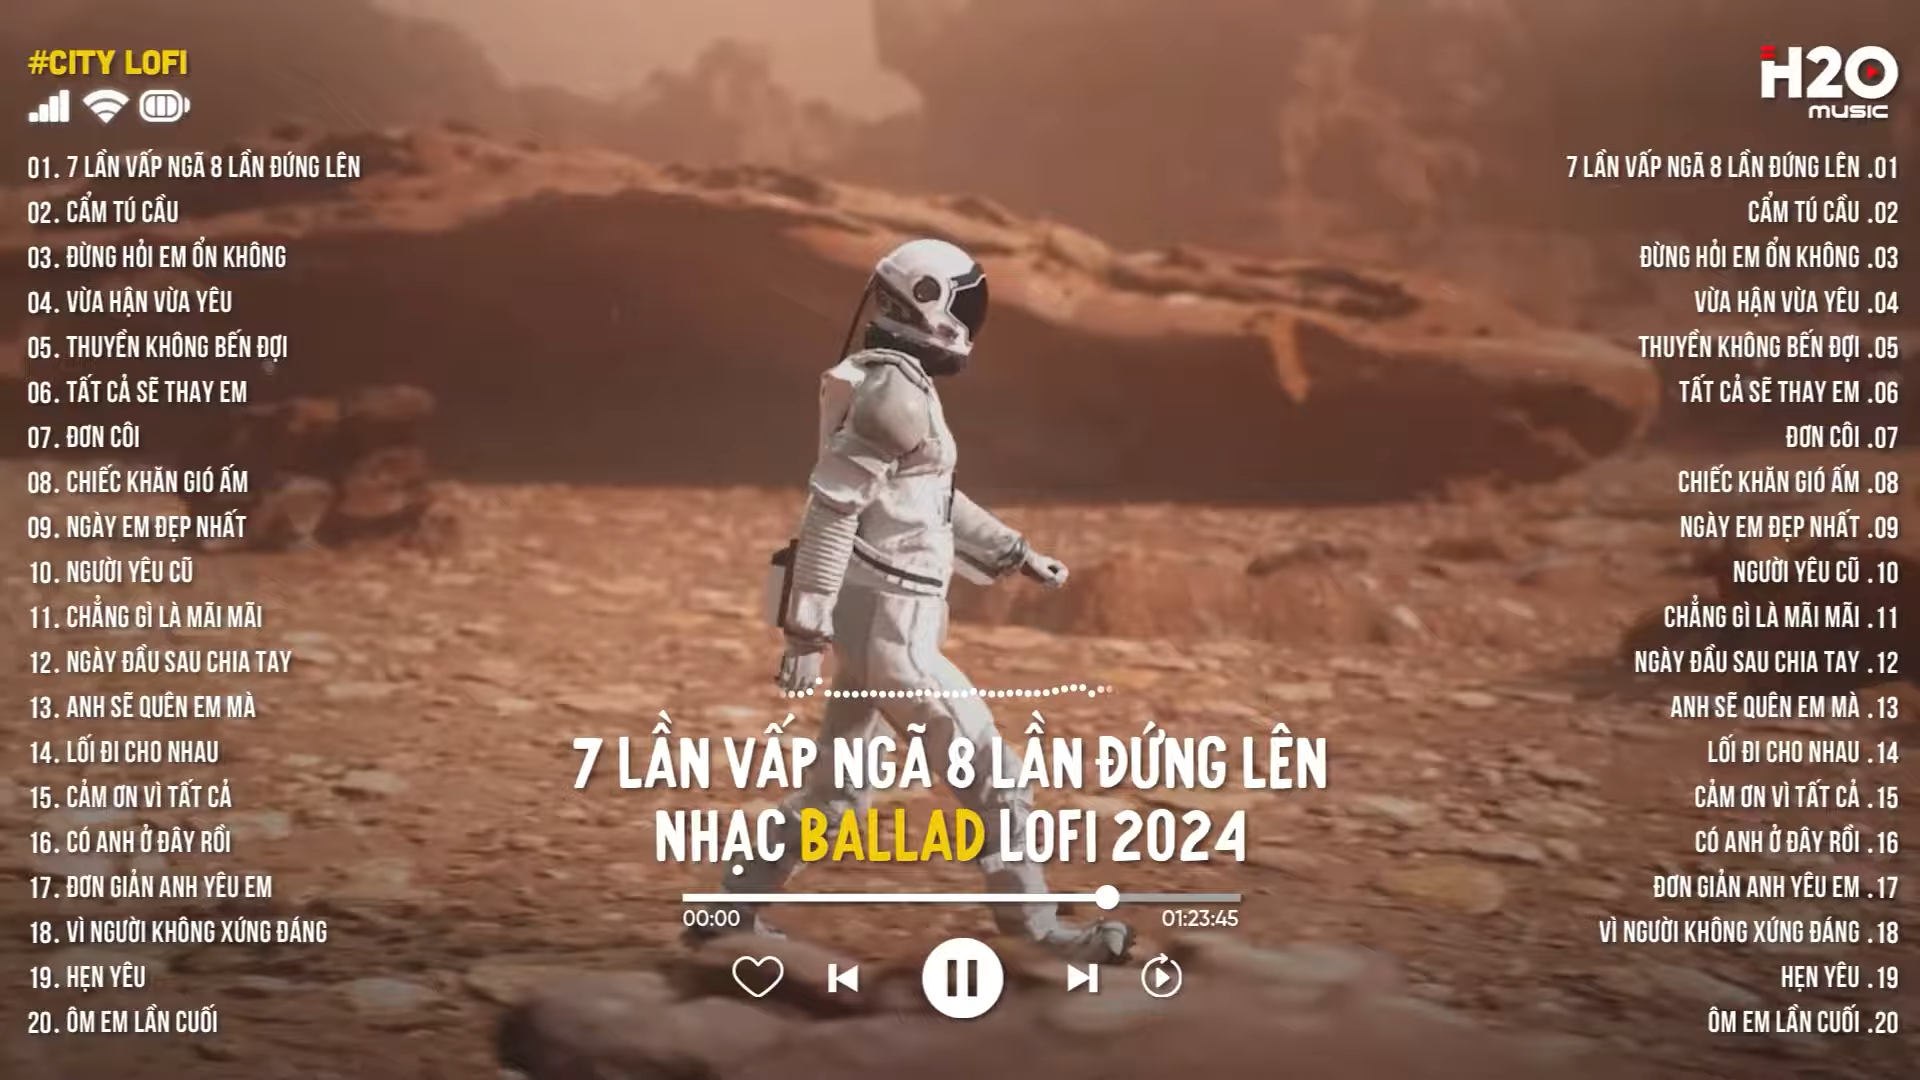 #CITY LOFI
H2O
MUSIC
01. 7 LẦN VẤP NGÃ 8 LẦN ĐỨNG LÊN
02. CẨM TÚ CẦU
03. ĐỪNG HỎI EM ỔN KHÔNG
04. VỪA HẬN VỪA YÊU
05. THUYỀN KHÔNG BẾN ĐỢI
06. TẤT CẢ SẼ THAY EM
07. ĐƠN CÔI
08. CHIẾC KHĂN GIÓ ẤM
09. NGÀY EM ĐẸP NHẤT
10. NGƯỜI YÊU CŨ
11. CHẲNG GÌ LÀ MÃI MÃI
12. NGÀY ĐẦU SAU CHIA TAY
13. ANH SẼ QUÊN EM MÀ
14. LỐI ĐI CHO NHAU
15. CẢM ƠN VÌ TẤT CẢ
16. CÓ ANH Ở ĐÂY RỒI
17. ĐƠN GIẢN ANH YÊU EM
18. VÌ NGƯỜI KHÔNG XỨNG ĐÁNG
19. HẸN YÊU
20. ÔM EM LẦN CUỐI
7 LẦN VẤP NGÃ 8 LẦN ĐỨNG LÊN .01
CẨM TÚ CẦU .02
ĐỪNG HỎI EM ỔN KHÔNG .03
VỪA HẬN VỪA YÊU .04
THUYỀN KHÔNG BẾN ĐỢI .05
TẤT CẢ SẼ THAY EM .06
ĐƠN CÔI .07
CHIẾC KHĂN GIÓ ẤM .08
NGÀY EM ĐẸP NHẤT .09
NGƯỜI YÊU CŨ .10
CHẲNG GÌ LÀ MÃI MÃI .11
NGÀY ĐẦU SAU CHIA TAY .12
ANH SẼ QUÊN EM MÀ .13
LỐI ĐI CHO NHAU .14
CẢM ƠN VÌ TẤT CẢ .15
CÓ ANH Ở ĐÂY RỒI .16
ĐƠN GIẢN ANH YÊU EM .17
VÌ NGƯỜI KHÔNG XỨNG ĐÁNG .18
HẸN YÊU .19
ÔM EM LẦN CUỐI .20
7 LẦN VẤP NGÃ 8 LẦN ĐỨNG LÊN
NHẠC BALLAD LOFI 2024
00:00 01:23:45